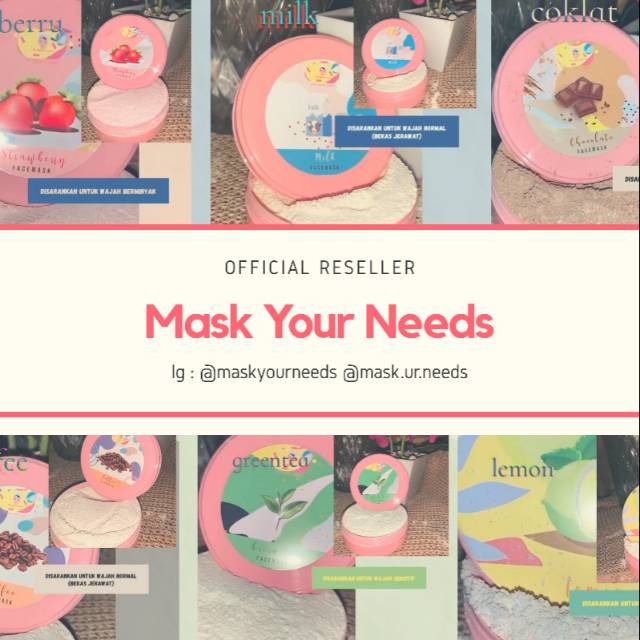 berry
milk
coklat
Strawberry
FACEMASK
DISARANKAN UNTUK WAJAH BERMINYAK
Milk
FACEMASK
DISARANKAN UNTUK WAJAH NORMAL
(BEKAS JERAWAT)
Chocolate
FACEMASK
OFFICIAL RESELLER
Mask Your Needs
Ig : @maskyourneeds @mask.ur.needs
greentea
lemon
FACEMASK
DISARANKAN UNTUK WAJAH NORMAL
(BEKAS JERAWAT)
DISARANKAN UNTUK WAJAH SENSITIF
DISARANKAN UNTUK